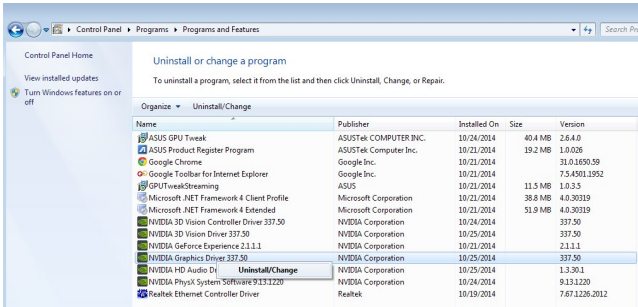 Control Panel ▸ Programs ▸ Programs and Features
Search Pr
Control Panel Home
View installed updates
Turn Windows features on or
off
Uninstall or change a program
To uninstall a program, select it from the list and then click Uninstall, Change, or Repair.
Organize Uninstall/Change
Name Publisher Installed On Size Version
ASUS GPU Tweak ASUSTek COMPUTER INC. 10/24/2014 40.4 MB 2.6.4.0
ASUS Product Register Program ASUSTek Computer Inc. 10/21/2014 19.2 MB 1.0.026
Google Chrome Google Inc. 10/21/2014 31.0.1650.59
Google Toolbar for Internet Explorer Google Inc. 10/21/2014 7.5.4501.1952
GPUTweakStreaming ASUS 10/21/2014 11.5 MB 1.0.3.5
Microsoft .NET Framework 4 Client Profile Microsoft Corporation 10/21/2014 38.8 MB 4.0.30319
Microsoft .NET Framework 4 Extended Microsoft Corporation 10/21/2014 51.9 MB 4.0.30319
NVIDIA 3D Vision Controller Driver 337.50 NVIDIA Corporation 10/24/2014 337.50
NVIDIA 3D Vision Driver 337.50 NVIDIA Corporation 10/25/2014 337.50
NVIDIA GeForce Experience 2.1.1.1 NVIDIA Corporation 10/21/2014 2.1.1.1
NVIDIA Graphics Driver 337.50 NVIDIA Corporation 10/25/2014 337.50
NVIDIA HD Audio Dr Uninstall/Change NVIDIA Corporation 10/25/2014 1.3.30.1
NVIDIA PhysX System Software 9.13.1220 NVIDIA Corporation 10/24/2014 9.13.1220
Realtek Ethernet Controller Driver Realtek 10/19/2014 7.67.1226.2012